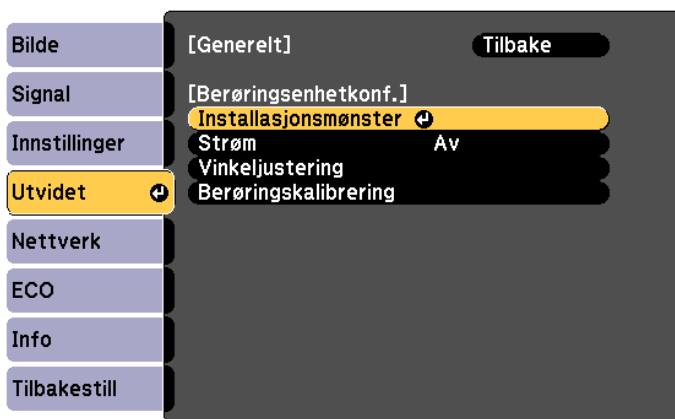 Bilde
Signal
Innstillinger
Utvidet
Nettverk
ECO
Info
Tilbakestill
[Generelt] Tilbake
[Berøringsenhetkonf.]
Installasjonsmønster
Strøm Av
Vinkeljustering
Berøringskalibrering